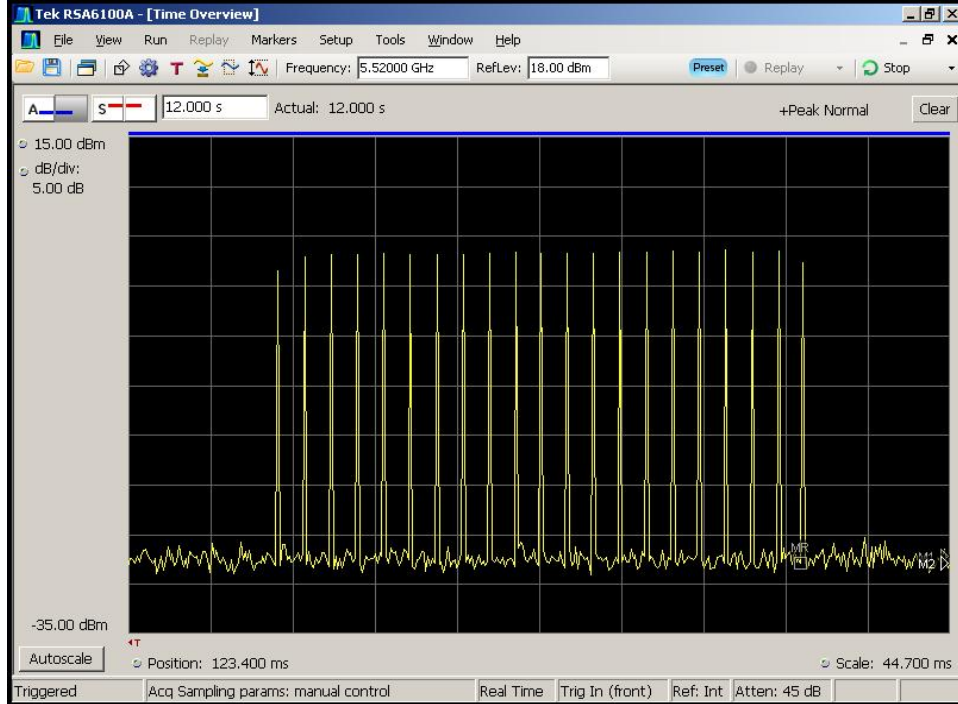 Tek RSA6100A - [Time Overview]
File View Run Replay Markers Setup Tools Window Help
T Frequency: 5.52000 GHz RefLev: 18.00 dBm Preset Replay Stop
A S 12.000 s Actual: 12.000 s +Peak Normal Clear
15.00 dBm
dB/div:
5.00 dB
MR
M2
-35.00 dBm
T
Autoscale Position: 123.400 ms Scale: 44.700 ms
Triggered Acq Sampling params: manual control Real Time Trig In (front) Ref: Int Atten: 45 dB